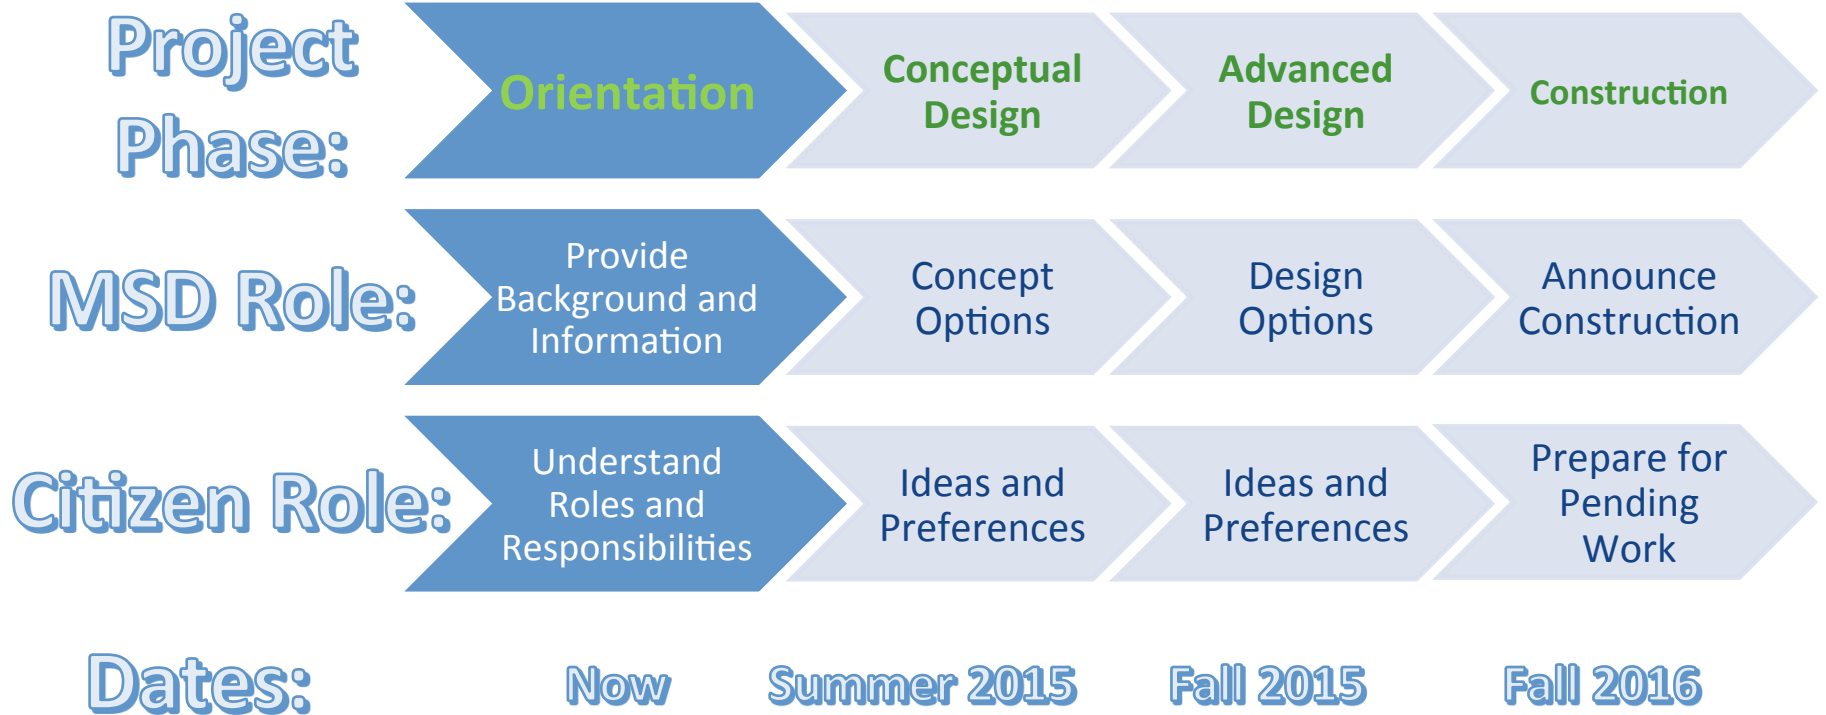 Project
Phase:
Orientation
Conceptual
Design
Advanced
Design
Construction
MSD Role:
Provide
Background and
Information
Concept
Options
Design
Options
Announce
Construction
Citizen Role:
Understand
Roles and
Responsibilities
Ideas and
Preferences
Ideas and
Preferences
Prepare for
Pending
Work
Dates:
Now
Summer 2015
Fall 2015
Fall 2016